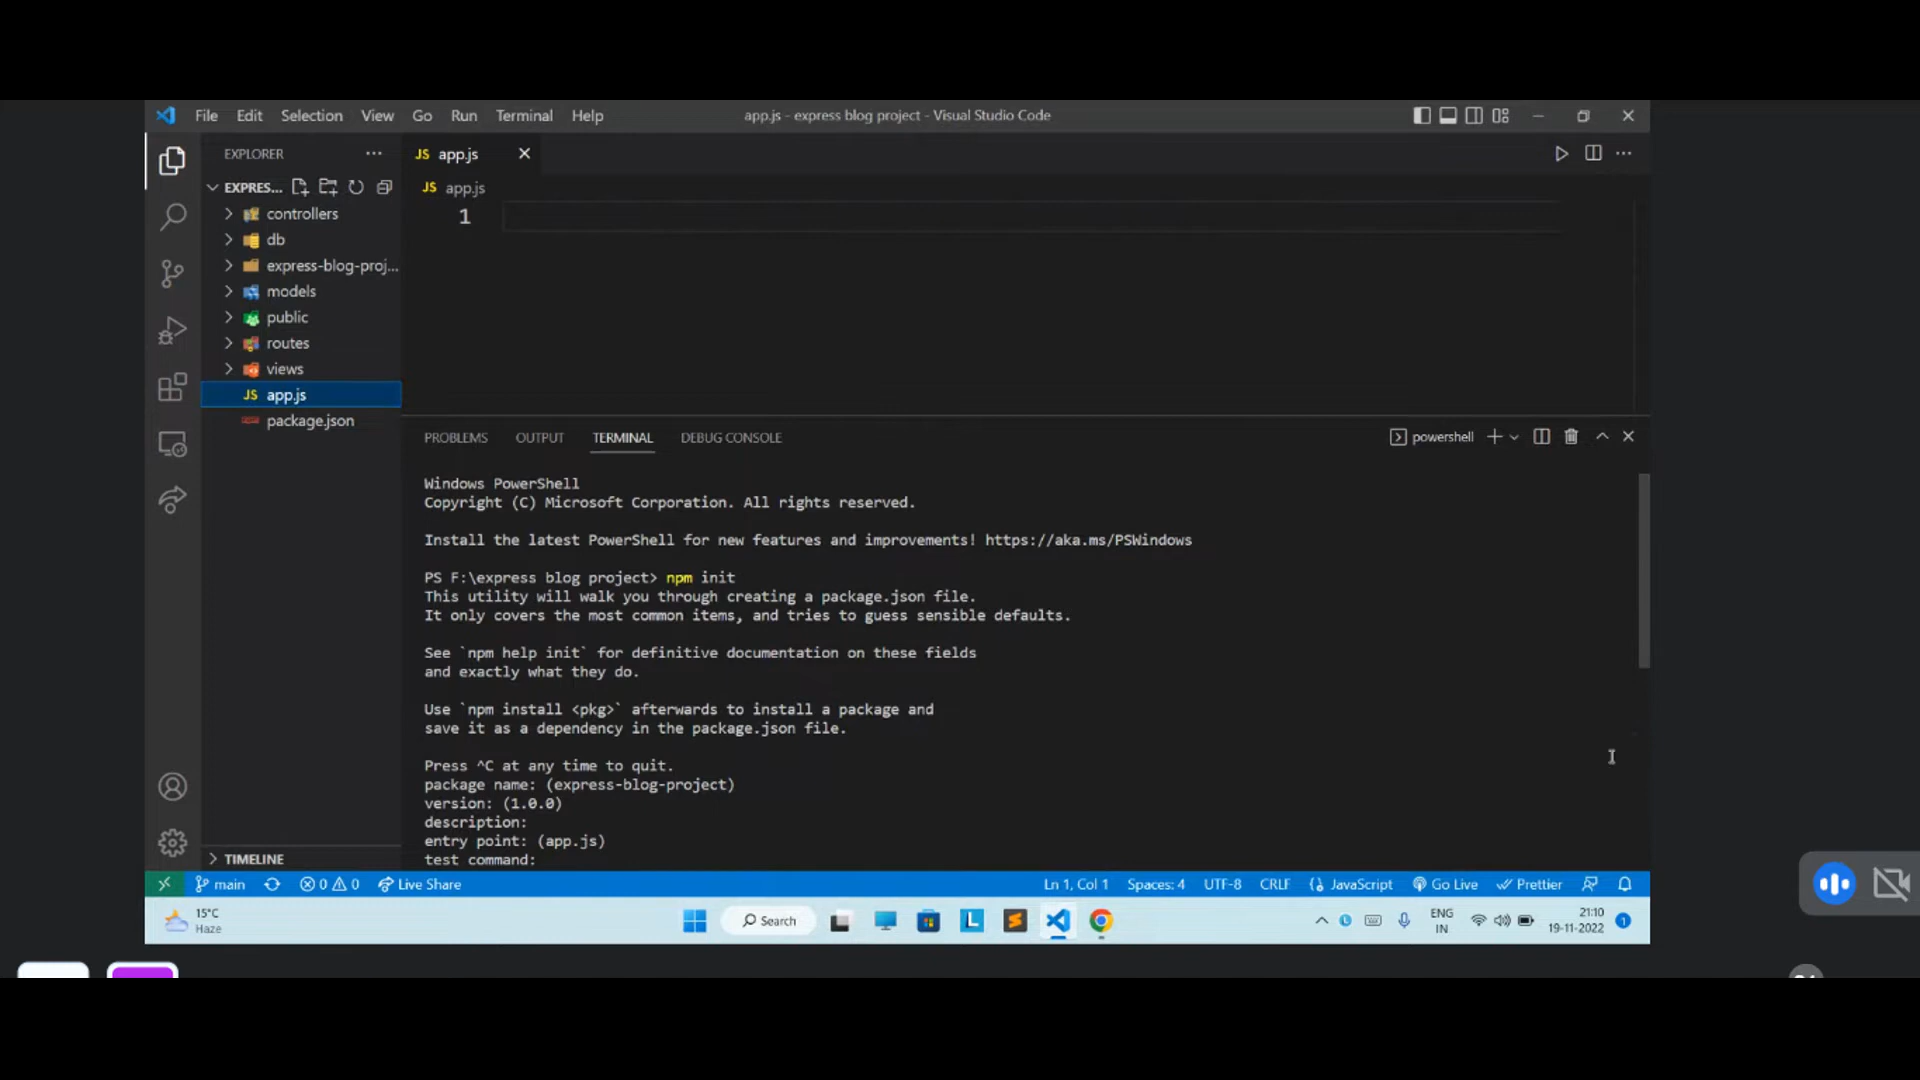 File Edit Selection View Go Run Terminal Help
app.js - express blog project - Visual Studio Code
EXPLORER
JS app.js
EXPRES...
JS app.js
1
controllers
db
express-blog-proj...
models
public
routes
views
JS app.js
package.json
TIMELINE
PROBLEMS OUTPUT TERMINAL DEBUG CONSOLE
powershell
Windows PowerShell
Copyright (C) Microsoft Corporation. All rights reserved.
Install the latest PowerShell for new features and improvements! https://aka.ms/PSWindows
PS F:\express blog project> npm init
This utility will walk you through creating a package.json file.
It only covers the most common items, and tries to guess sensible defaults.
See `npm help init` for definitive documentation on these fields
and exactly what they do.
Use `npm install <pkg>` afterwards to install a package and
save it as a dependency in the package.json file.
Press ^C at any time to quit.
package name: (express-blog-project)
version: (1.0.0)
description:
entry point: (app.js)
test command:
main 0 0 Live Share Ln 1, Col 1 Spaces: 4 UTF-8 CRLF JavaScript Go Live Prettier
15°C
Haze
Search
L
ENG
IN
21:10
19-11-2022
1